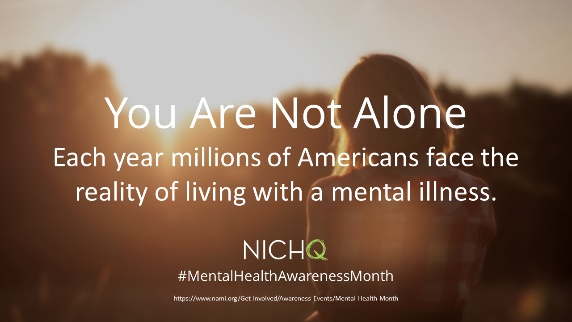 You Are Not Alone
Each year millions of Americans face the
reality of living with a mental illness.
NICHQ
#MentalHealthAwarenessMonth
https://www.nami.org/Get Involved/Awareness Events/Mental Health Month